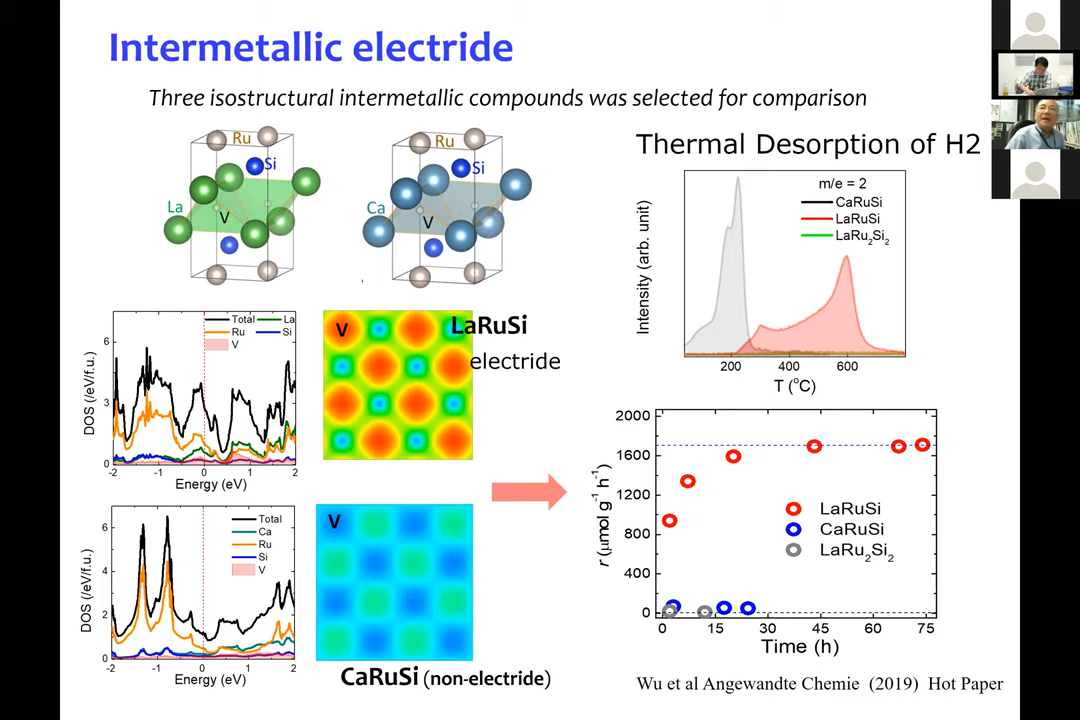 Intermetallic electride
Three isostructural intermetallic compounds was selected for comparison
Ru
Si
La
V
Ru
Si
Ca
V
Thermal Desorption of H2
m/e = 2
CaRuSi
LaRuSi
LaRu2Si2
Intensity (arb. unit)
200 400 600
T (°C)
Total La
Ru Si
V
6
3
0
DOS (/eV/f.u.)
-2 -1 0 1 2
Energy (eV)
V
LaRuSi
electride
Total
Ca
Ru
Si
V
6
4
2
0
DOS (/eV/f.u.)
-2 -1 0 1 2
Energy (eV)
V
CaRuSi (non-electride)
2000
1600
1200
800
400
0
r (μmol g-1 h-1)
LaRuSi
CaRuSi
LaRu2Si2
0 15 30 45 60 75
Time (h)
Wu et al Angewandte Chemie (2019) Hot Paper